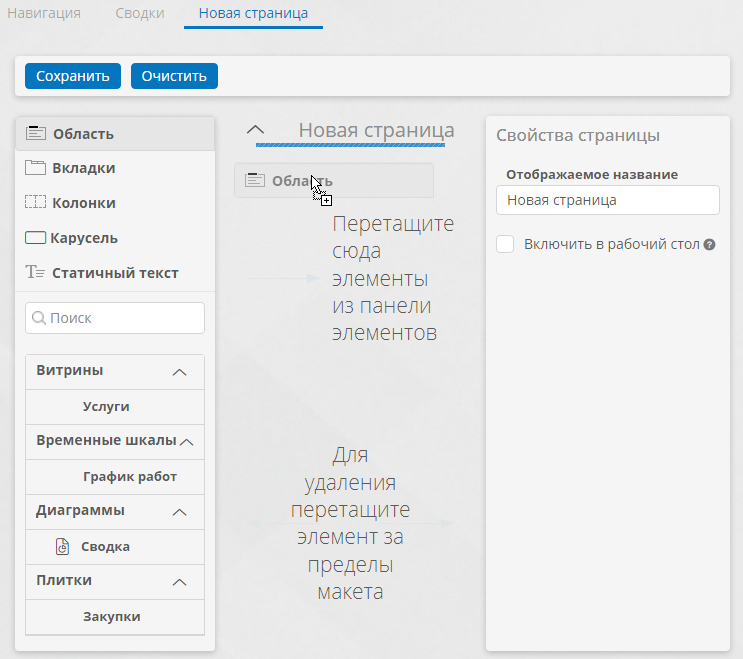 Навигация Сводки Новая страница
Сохранить Очистить
Область
Вкладки
Колонки
Карусель
Статичный текст
Поиск
Витрины
Услуги
Временные шкалы
График работ
Диаграммы
Сводка
Плитки
Закупки
Новая страница
Область
Перетащите
сюда
элементы
из панели
элементов
Для
удаления
перетащите
элемент за
пределы
макета
Свойства страницы
Отображаемое название
Новая страница
Включить в рабочий стол ?